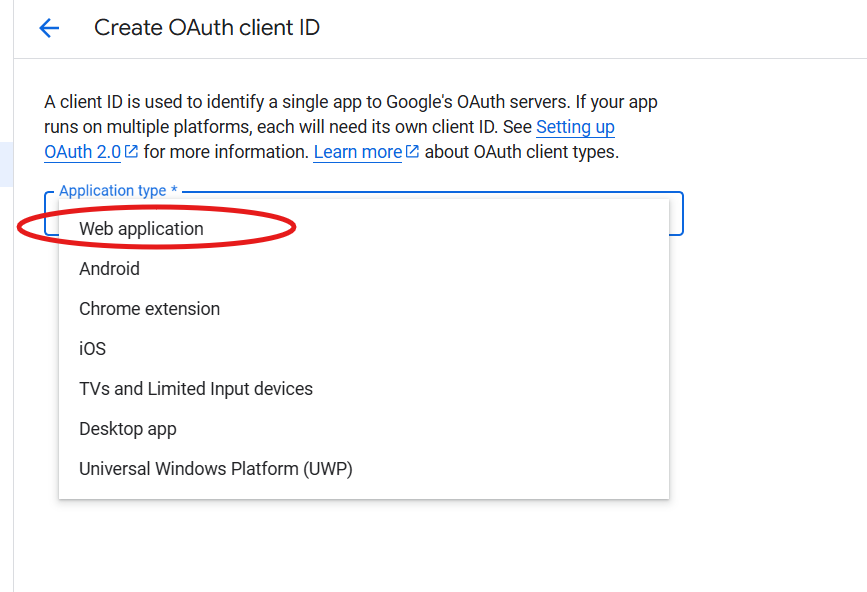 Create OAuth client ID
A client ID is used to identify a single app to Google's OAuth servers. If your app
runs on multiple platforms, each will need its own client ID. See Setting up
OAuth 2.0 for more information. Learn more about OAuth client types.
Application type *
Web application
Android
Chrome extension
iOS
TVs and Limited Input devices
Desktop app
Universal Windows Platform (UWP)